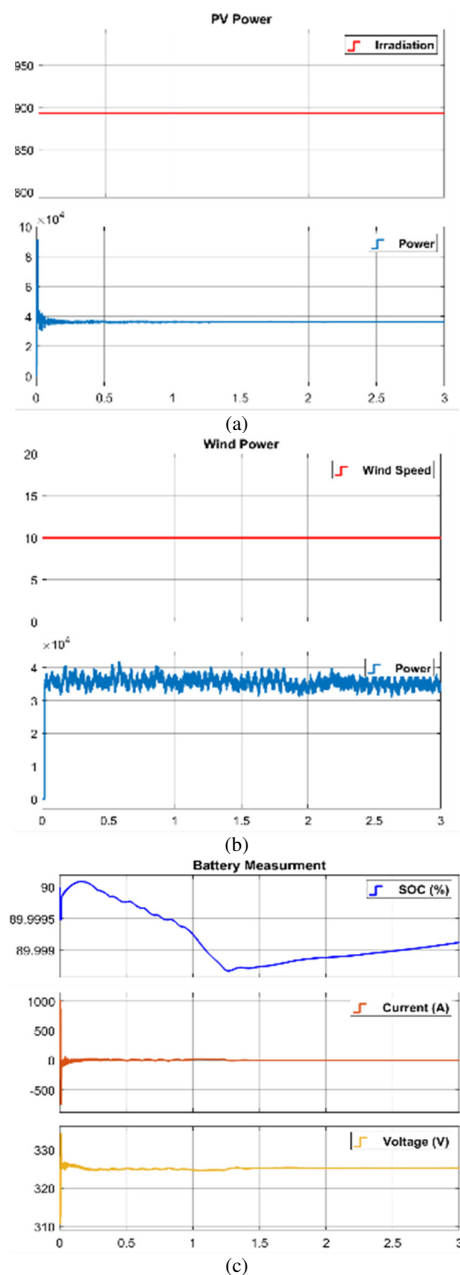 PV Power
Irradiation
950
900
850
800
×10⁴
10
Power
8
6
4
2
0
0 0.5 1 1.5 2 2.5 3
(a)
Wind Power
20
Wind Speed
15
10
5
0
×10⁴
Power
4
3
2
1
0
0 0.5 1 1.5 2 2.5 3
(b)
Battery Measurment
90
SOC (%)
89.9995
89.999
1000
Current (A)
500
0
-500
330
Voltage (V)
320
310
0 0.5 1 1.5 2 2.5 3
(c)